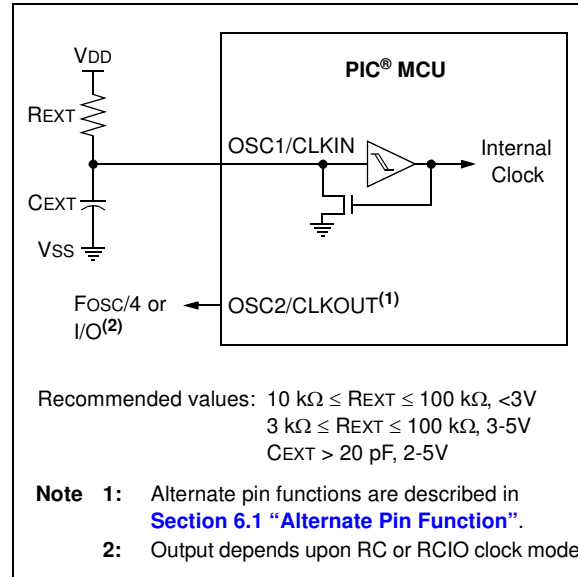 VDD
PIC® MCU
REXT
OSC1/CLKIN
Internal
Clock
CEXT
VSS
FOSC/4 or
I/O(2)
OSC2/CLKOUT(1)
Recommended values: 10 kΩ ≤ REXT ≤ 100 kΩ, <3V
3 kΩ ≤ REXT ≤ 100 kΩ, 3-5V
CEXT > 20 pF, 2-5V
Note 1: Alternate pin functions are described in
Section 6.1 “Alternate Pin Function”.
2: Output depends upon RC or RCIO clock mode